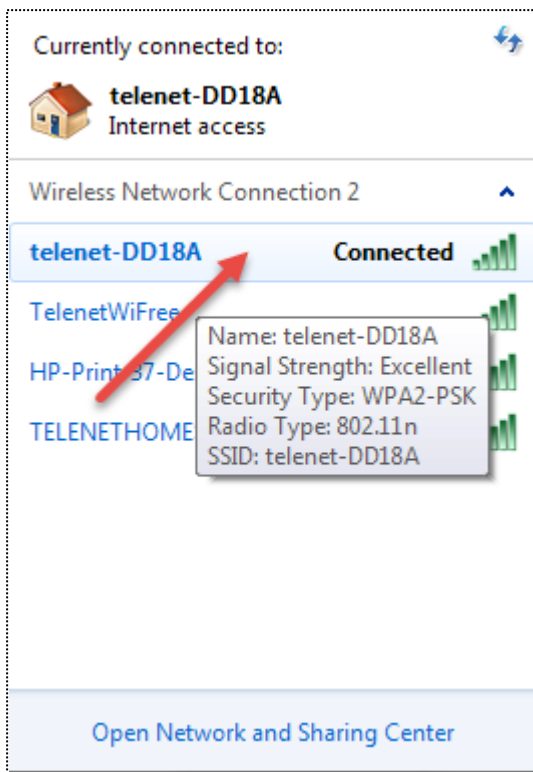 Currently connected to:
telenet-DD18A
Internet access
Wireless Network Connection 2
telenet-DD18A Connected
TelenetWiFree
Name: telenet-DD18A
HP-Print- 37-De
Signal Strength: Excellent
Security Type: WPA2-PSK
TELENETHOME
Radio Type: 802.11n
SSID: telenet-DD18A
Open Network and Sharing Center